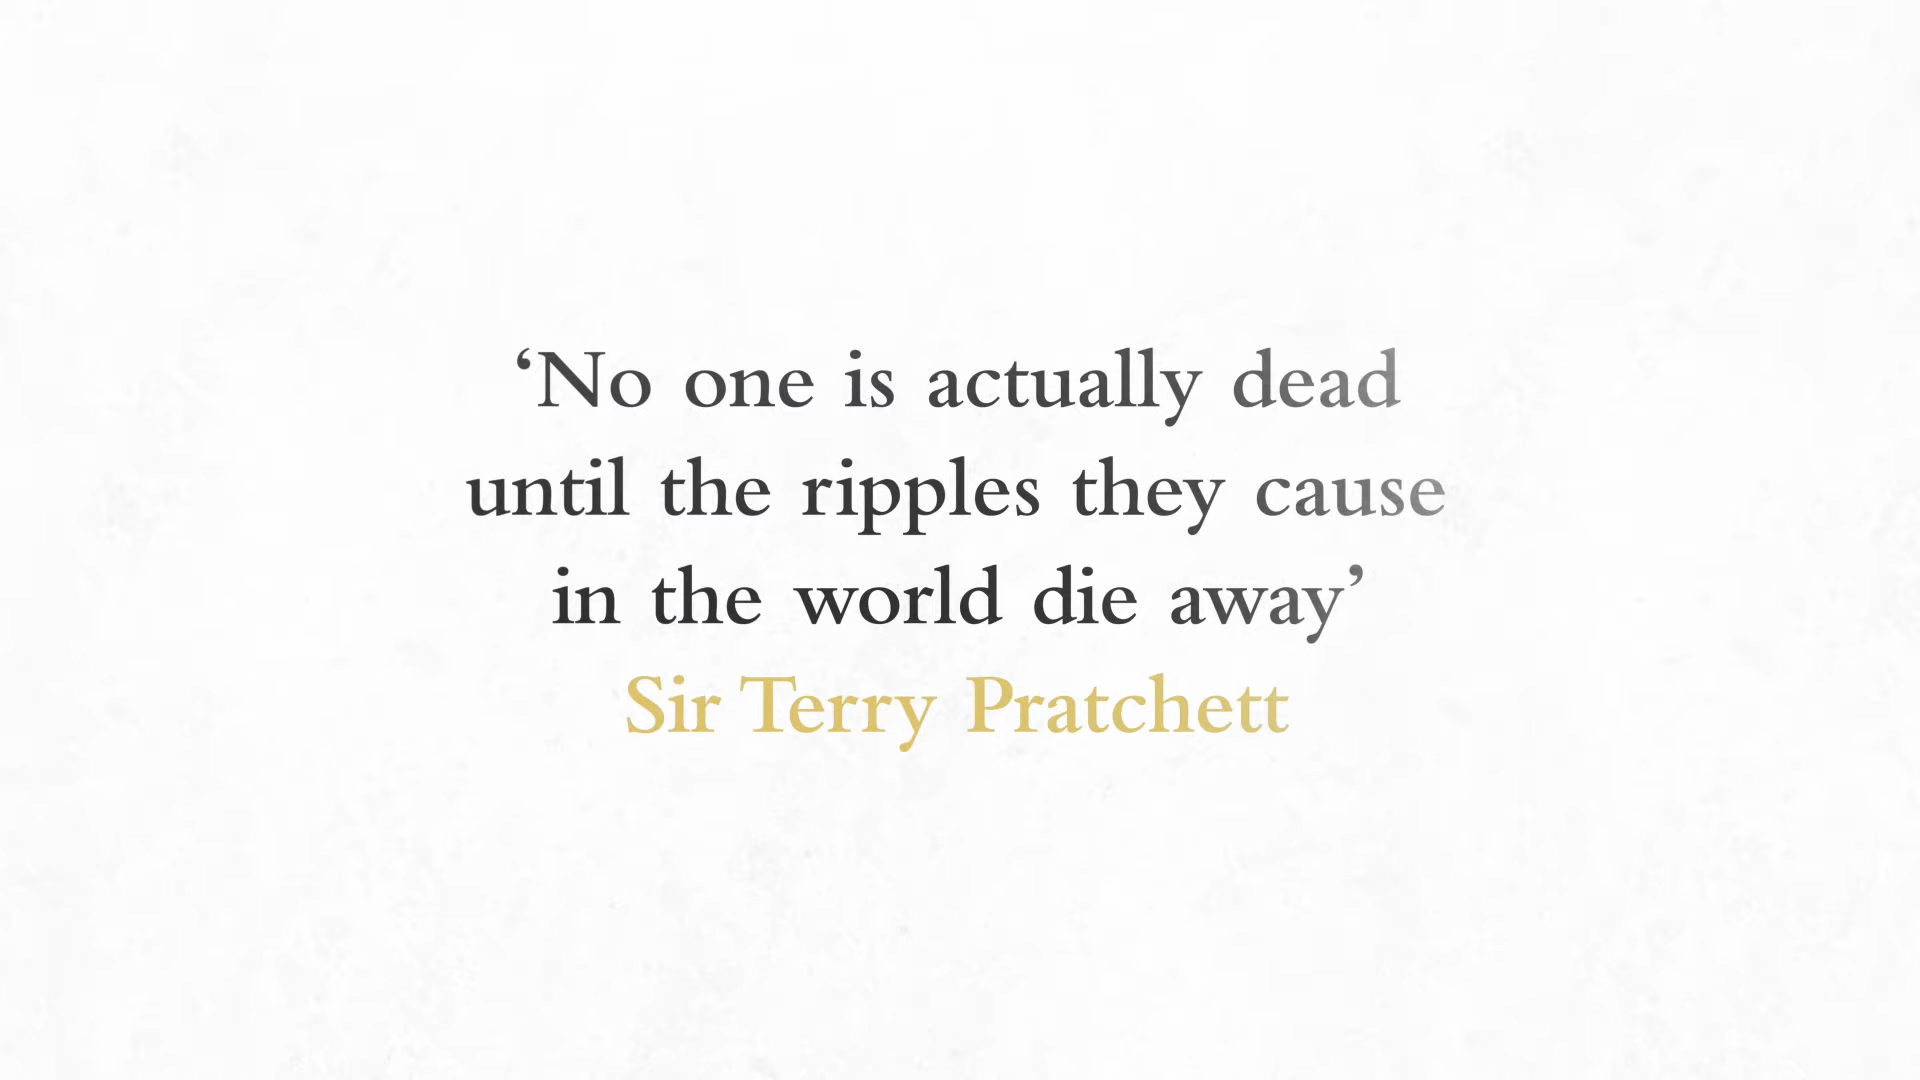 ‘No one is actually dead
until the ripples they cause
in the world die away’
Sir Terry Pratchett